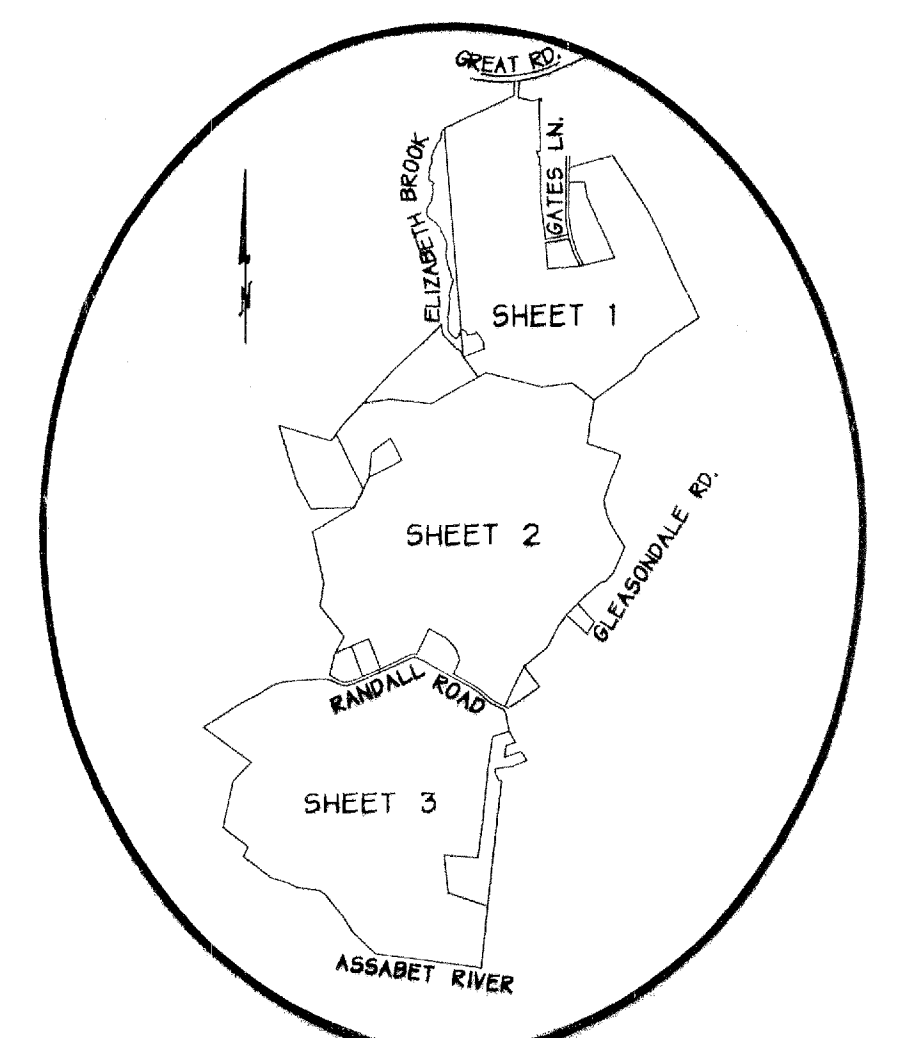 GREAT RD.
GATES LN.
ELIZABETH BROOK
N
SHEET 1
SHEET 2
GLEASONDALE RD.
RANDALL ROAD
SHEET 3
ASSABET RIVER